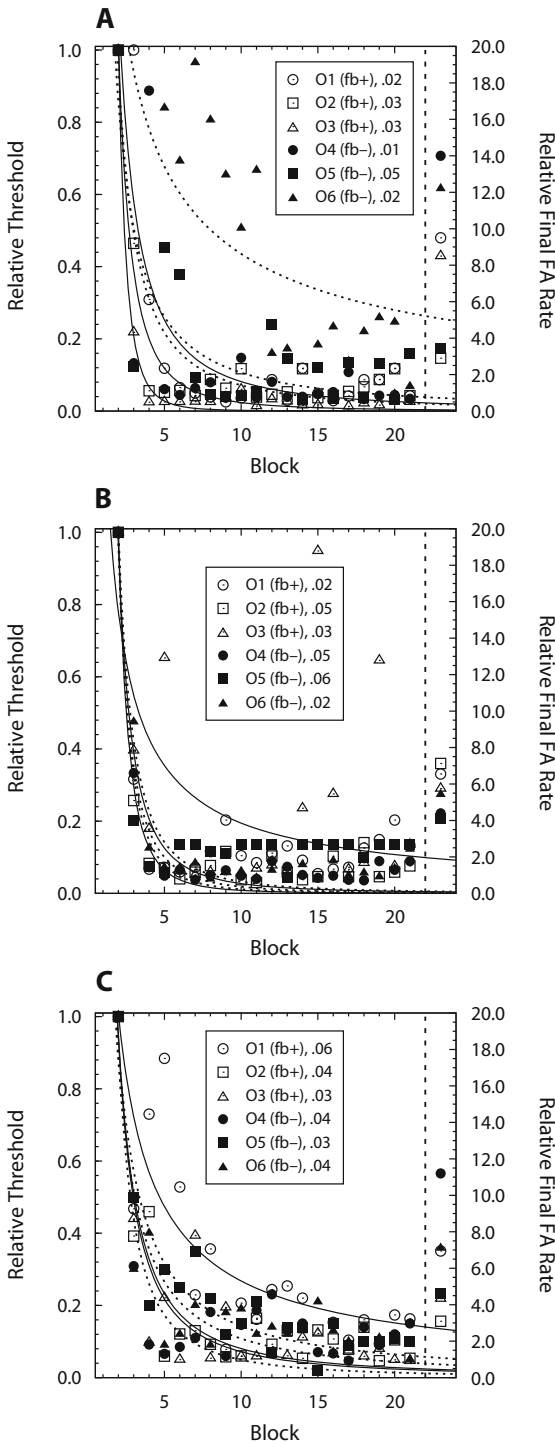 A
1.0
0.8
0.6
0.4
0.2
0.0
Relative Threshold
20.0
18.0
16.0
14.0
12.0
10.0
8.0
6.0
4.0
2.0
0.0
Relative Final FA Rate
O1 (fb+), .02
O2 (fb+), .03
O3 (fb+), .03
O4 (fb–), .01
O5 (fb–), .05
O6 (fb–), .02
5
10
15
20
Block
B
1.0
0.8
0.6
0.4
0.2
0.0
Relative Threshold
20.0
18.0
16.0
14.0
12.0
10.0
8.0
6.0
4.0
2.0
0.0
Relative Final FA Rate
O1 (fb+), .02
O2 (fb+), .05
O3 (fb+), .03
O4 (fb–), .05
O5 (fb–), .06
O6 (fb–), .02
5
10
15
20
Block
C
1.0
0.8
0.6
0.4
0.2
0.0
Relative Threshold
20.0
18.0
16.0
14.0
12.0
10.0
8.0
6.0
4.0
2.0
0.0
Relative Final FA Rate
O1 (fb+), .06
O2 (fb+), .04
O3 (fb+), .03
O4 (fb–), .04
O5 (fb–), .03
O6 (fb–), .04
5
10
15
20
Block